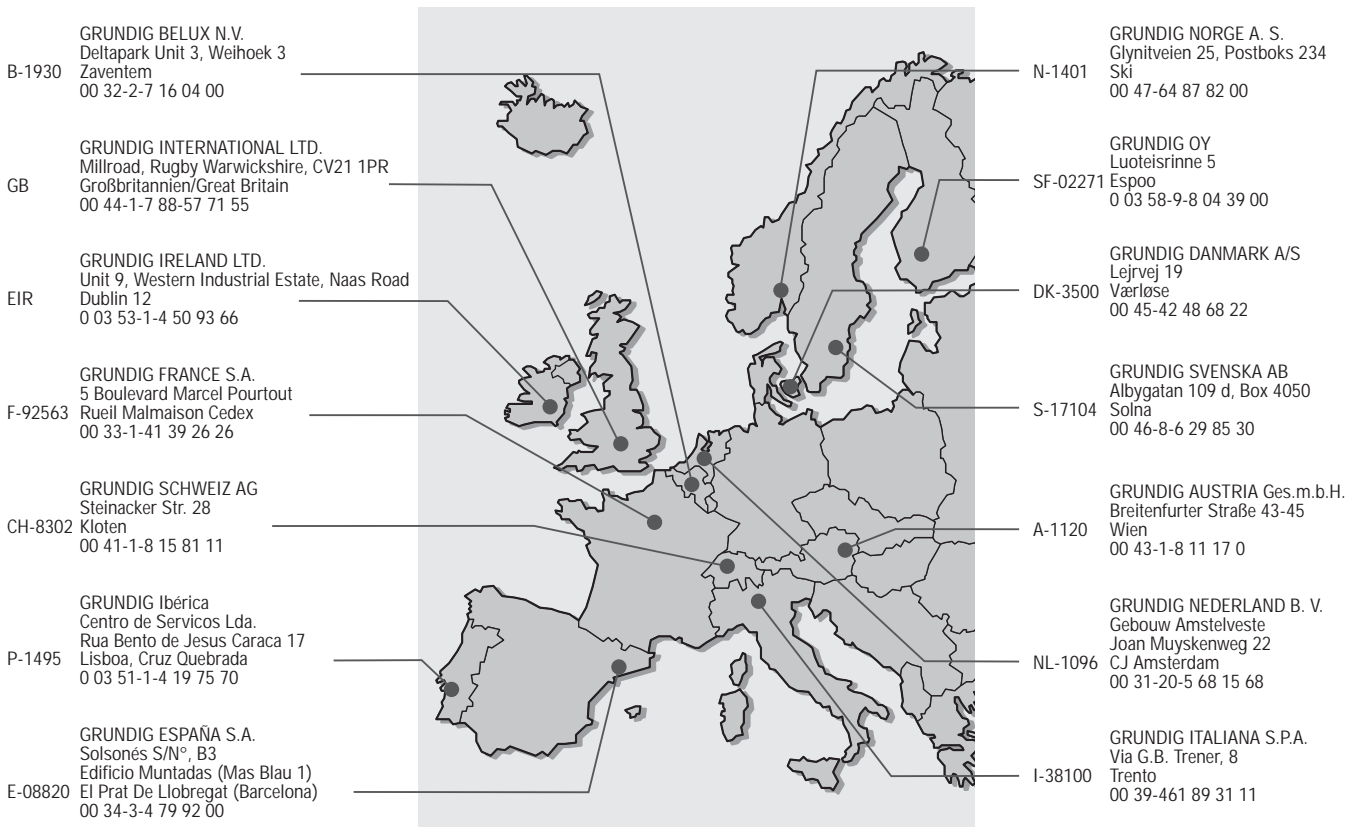 GRUNDIG BELUX N.V.
Deltapark Unit 3, Weihoek 3
B-1930 Zaventem
00 32-2-7 16 04 00
GRUNDIG INTERNATIONAL LTD.
Millroad, Rugby Warwickshire, CV21 1PR
GB Großbritannien/Great Britain
00 44-1-7 88-57 71 55
GRUNDIG IRELAND LTD.
Unit 9, Western Industrial Estate, Naas Road
EIR Dublin 12
0 03 53-1-4 50 93 66
GRUNDIG FRANCE S.A.
5 Boulevard Marcel Pourtout
F-92563 Rueil Malmaison Cedex
00 33-1-41 39 26 26
GRUNDIG SCHWEIZ AG
Steinacker Str. 28
CH-8302 Kloten
00 41-1-8 15 81 11
GRUNDIG Ibérica
Centro de Servicos Lda.
Rua Bento de Jesus Caraca 17
P-1495 Lisboa, Cruz Quebrada
0 03 51-1-4 19 75 70
GRUNDIG ESPAÑA S.A.
Solsonés S/N°, B3
Edificio Muntadas (Mas Blau 1)
E-08820 El Prat De Llobregat (Barcelona)
00 34-3-4 79 92 00
GRUNDIG NORGE A. S.
Glynitveien 25, Postboks 234
N-1401 Ski
00 47-64 87 82 00
GRUNDIG OY
Luoteisrinne 5
SF-02271 Espoo
0 03 58-9-8 04 39 00
GRUNDIG DANMARK A/S
Lejrvej 19
DK-3500 Værløse
00 45-42 48 68 22
GRUNDIG SVENSKA AB
Albygatan 109 d, Box 4050
S-17104 Solna
00 46-8-6 29 85 30
GRUNDIG AUSTRIA Ges.m.b.H.
Breitenfurter Straße 43-45
A-1120 Wien
00 43-1-8 11 17 0
GRUNDIG NEDERLAND B. V.
Gebouw Amstelveste
Joan Muyskenweg 22
NL-1096 CJ Amsterdam
00 31-20-5 68 15 68
GRUNDIG ITALIANA S.P.A.
Via G.B. Trener, 8
I-38100 Trento
00 39-461 89 31 11